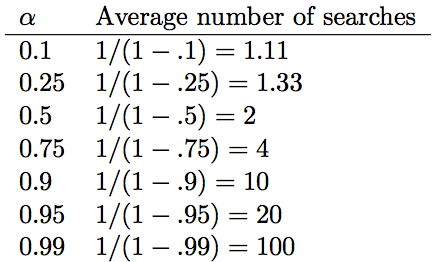 α Average number of searches
0.1 1/(1 − .1) = 1.11
0.25 1/(1 − .25) = 1.33
0.5 1/(1 − .5) = 2
0.75 1/(1 − .75) = 4
0.9 1/(1 − .9) = 10
0.95 1/(1 − .95) = 20
0.99 1/(1 − .99) = 100